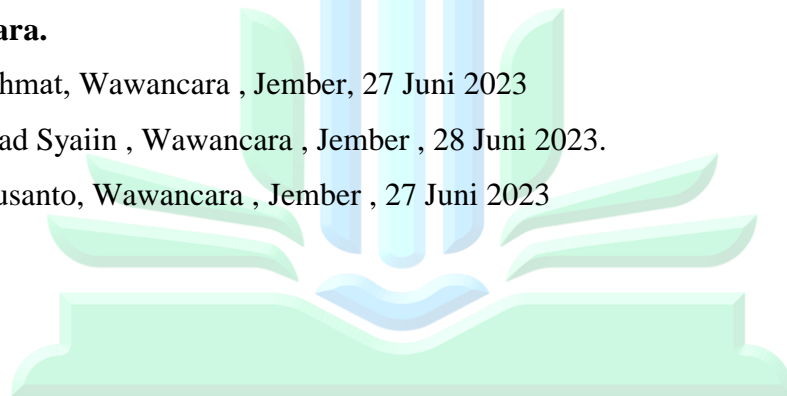 ara.
hmat, Wawancara , Jember, 27 Juni 2023
ad Syaiin , Wawancara , Jember , 28 Juni 2023.
usanto, Wawancara , Jember , 27 Juni 2023